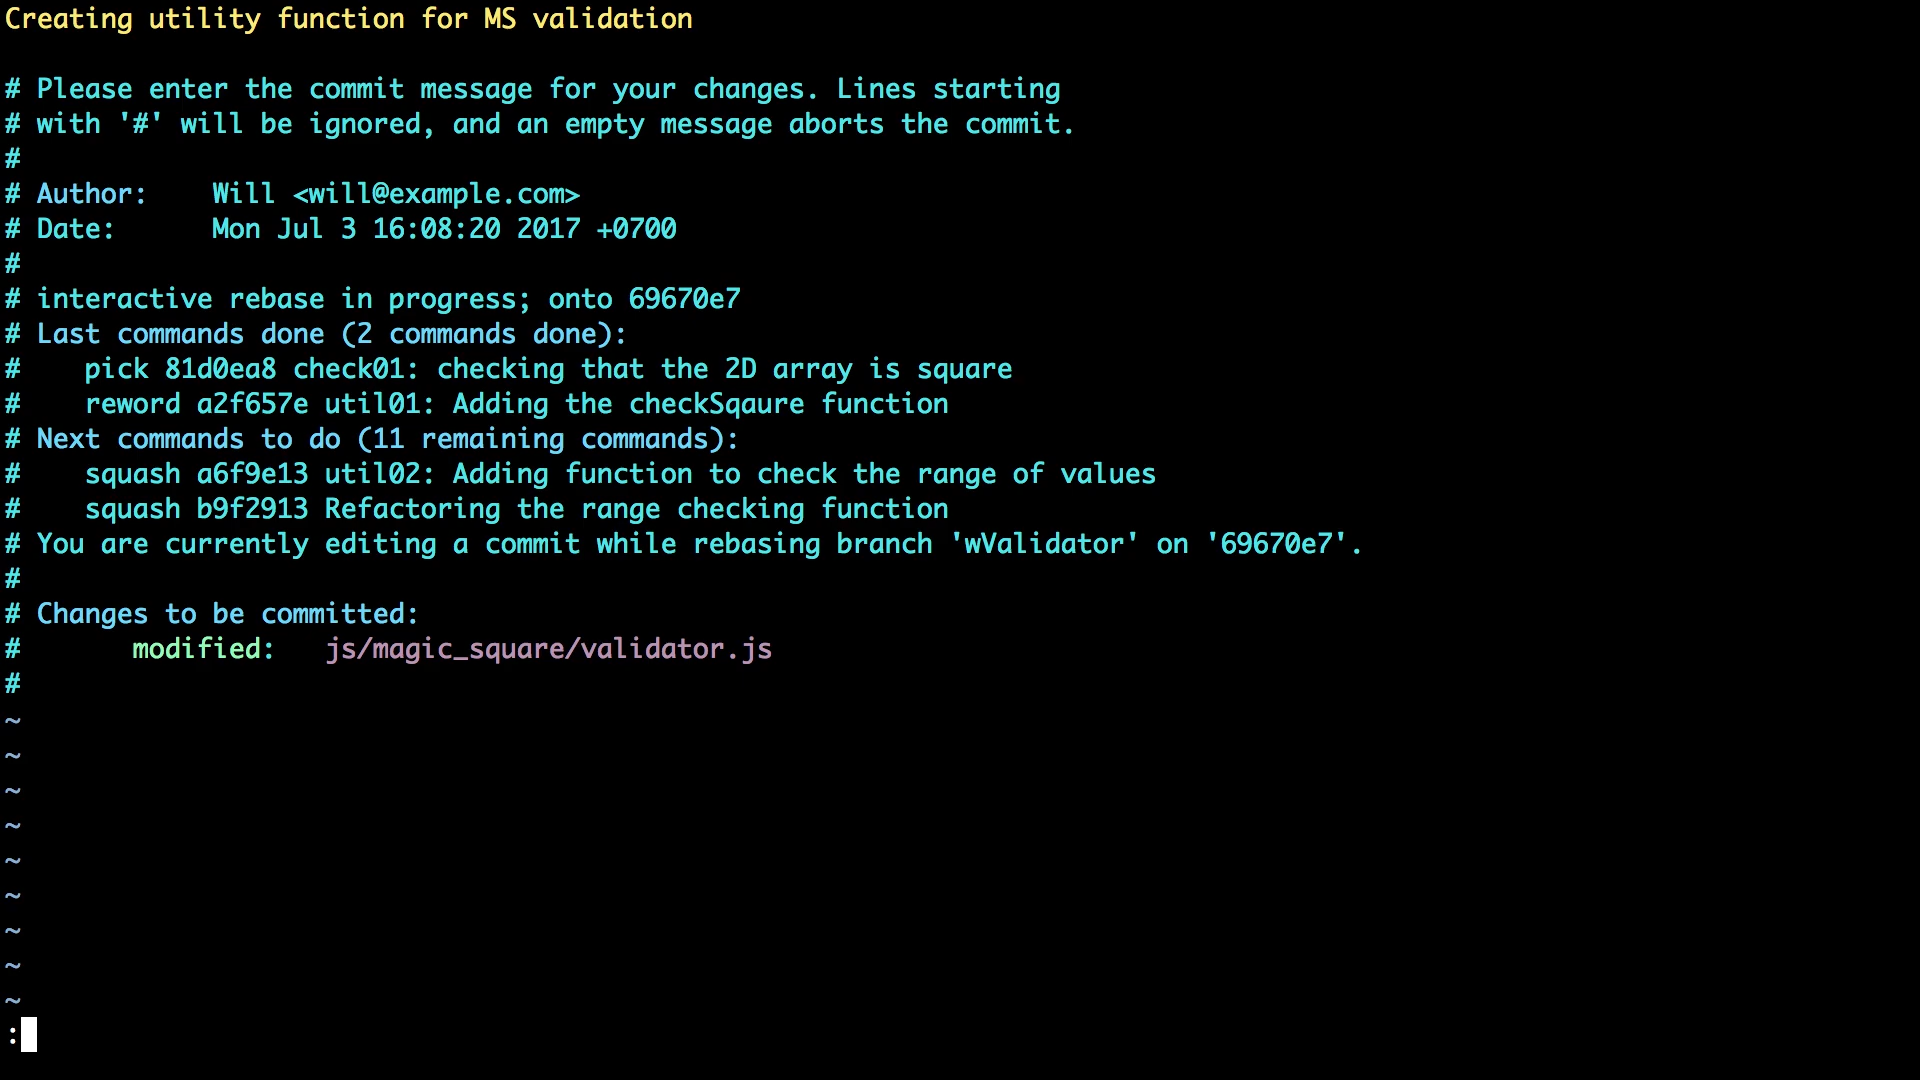 Creating utility function for MS validation
# Please enter the commit message for your changes. Lines starting
# with '#' will be ignored, and an empty message aborts the commit.
#
# Author:    Will <will@example.com>
# Date:      Mon Jul 3 16:08:20 2017 +0700
#
# interactive rebase in progress; onto 69670e7
# Last commands done (2 commands done):
#    pick 81d0ea8 check01: checking that the 2D array is square
#    reword a2f657e util01: Adding the checkSqaure function
# Next commands to do (11 remaining commands):
#    squash a6f9e13 util02: Adding function to check the range of values
#    squash b9f2913 Refactoring the range checking function
# You are currently editing a commit while rebasing branch 'wValidator' on '69670e7'.
#
# Changes to be committed:
#       modified:   js/magic_square/validator.js
#
~
~
~
~
~
~
~
~
~
: